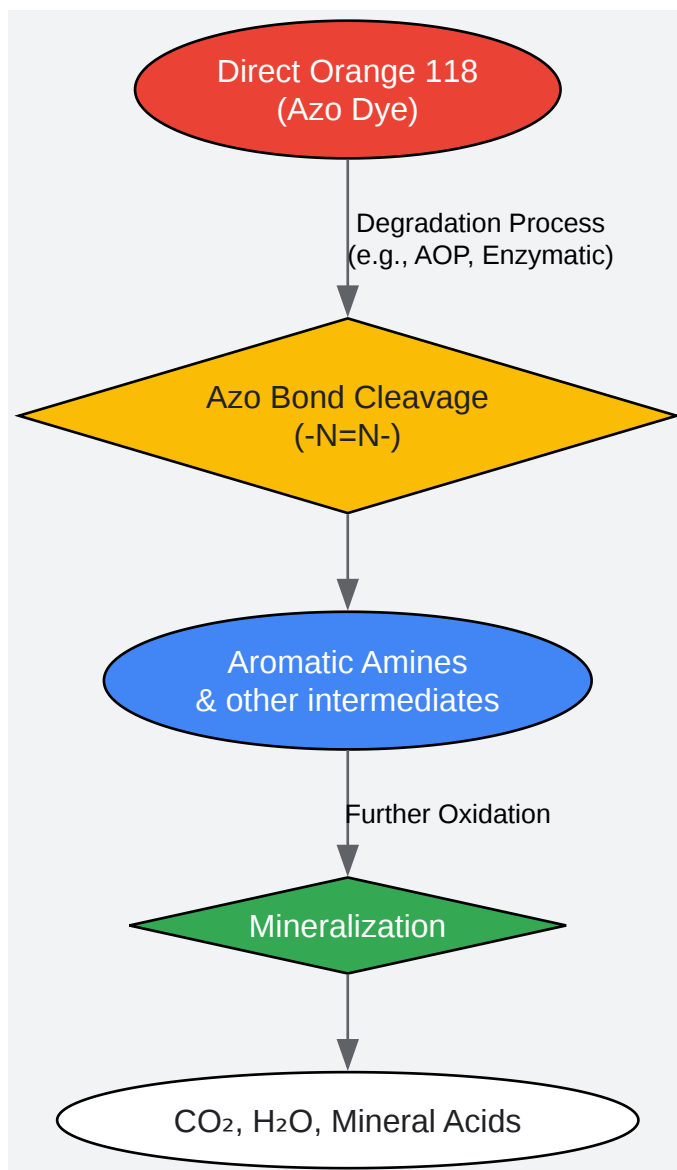 Direct Orange 118
(Azo Dye)
Degradation Process
(e.g., AOP, Enzymatic)
Azo Bond Cleavage
(-N=N-)
Aromatic Amines
& other intermediates
Further Oxidation
Mineralization
CO₂, H₂O, Mineral Acids